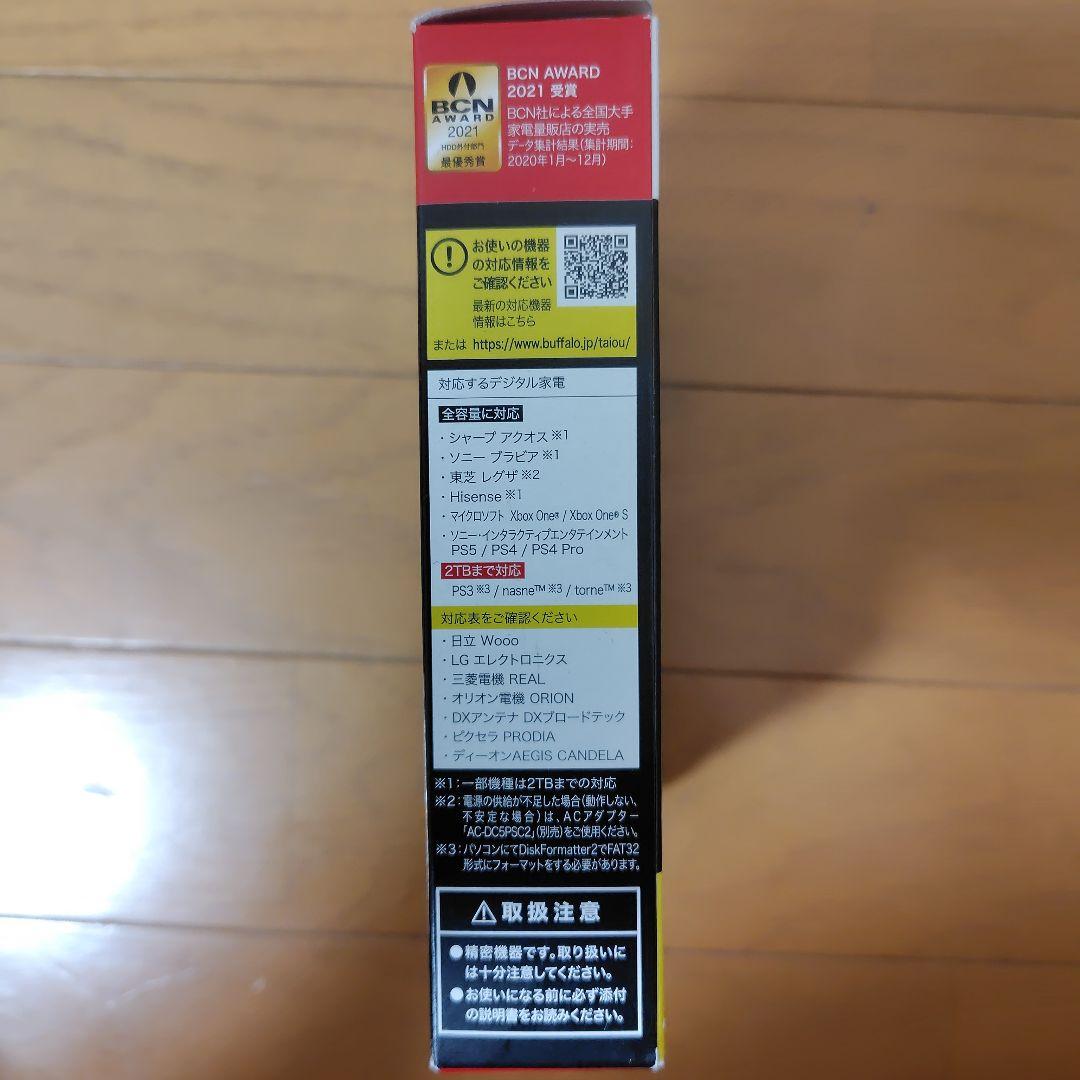 BCN
AWARD
2021
HDD外付部門
最優秀賞
BCN AWARD
2021 受賞
BCN社による全国大手
家電量販店の実売
データ集計結果(集計期間:
2020年1月〜12月)
お使いの機器
の対応情報を
ご確認ください
最新の対応機器
情報はこちら
または https://www.buffalo.jp/taiou/
対応するデジタル家電
全容量に対応
・シャープ アクオス ※1
・ソニー ブラビア ※1
・東芝 レグザ ※2
・Hisense ※1
・マイクロソフト Xbox One® / Xbox One® S
・ソニー・インタラクティブエンタテインメント
PS5 / PS4 / PS4 Pro
2TBまで対応
PS3 ※3 / nasne™ ※3 / torne™ ※3
対応表をご確認ください
・日立 Wooo
・LG エレクトロニクス
・三菱電機 REAL
・オリオン電機 ORION
・DXアンテナ DXブロードテック
・ピクセラ PRODIA
・ディーオンAEGIS CANDELA
※1:一部機種は2TBまでの対応
※2:電源の供給が不足した場合(動作しない、
不安定な場合)は、ACアダプター
「AC-DC5PSC2」(別売)をご使用ください。
※3:パソコンにてDiskFormatter2でFAT32
形式にフォーマットをする必要があります。
取扱注意
●精密機器です。取り扱いに
は十分注意してください。
●お使いになる前に必ず添付
の説明書をお読みください。